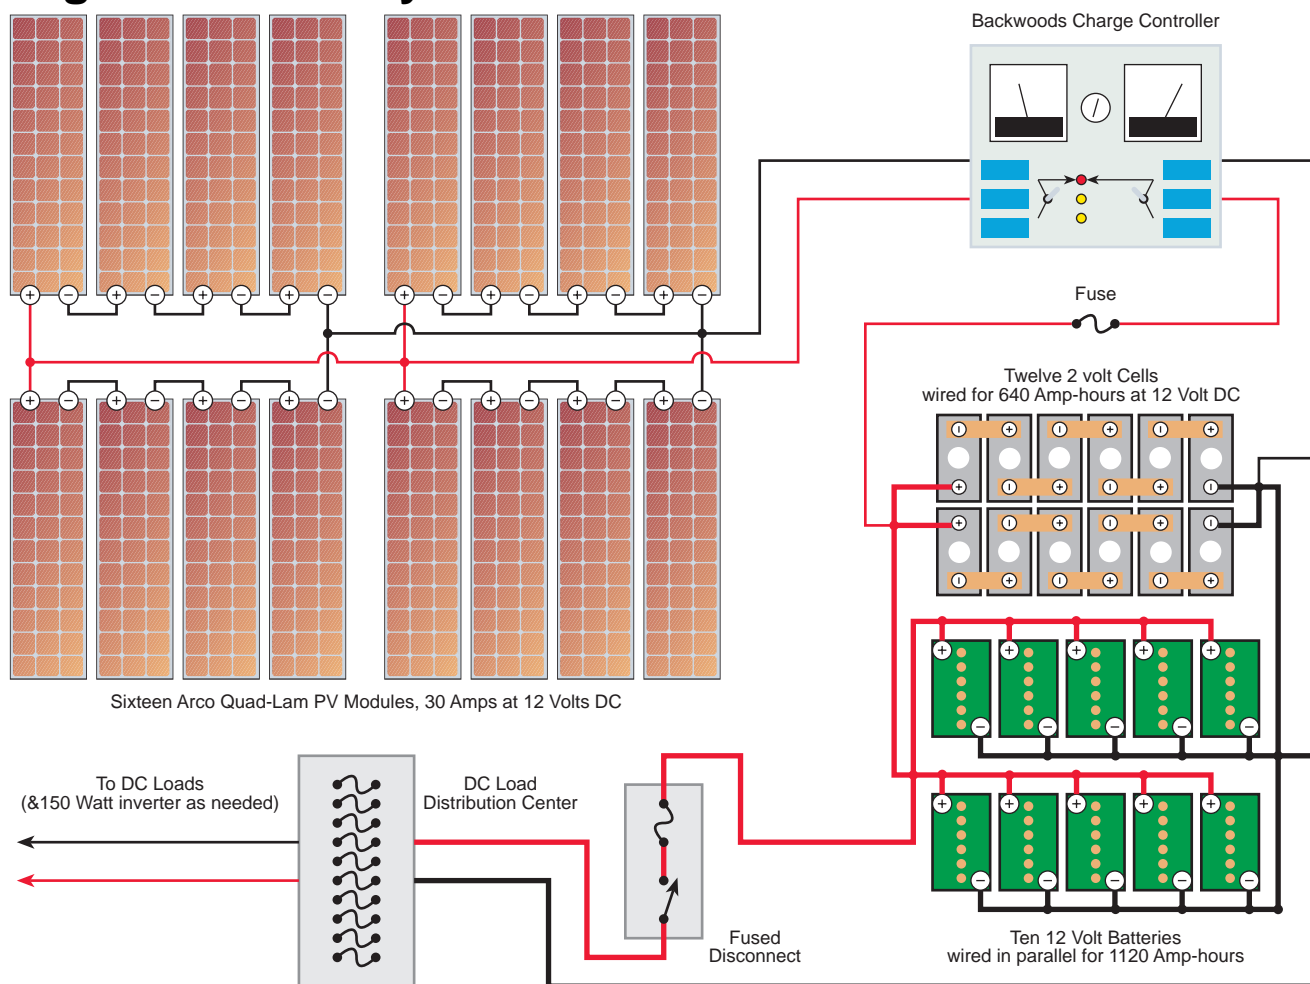 Backwoods Charge Controller
Fuse
Twelve 2 volt Cells
wired for 640 Amp-hours at 12 Volt DC
Sixteen Arco Quad-Lam PV Modules, 30 Amps at 12 Volts DC
To DC Loads
(&150 Watt inverter as needed)
DC Load
Distribution Center
Fused
Disconnect
Ten 12 Volt Batteries
wired in parallel for 1120 Amp-hours